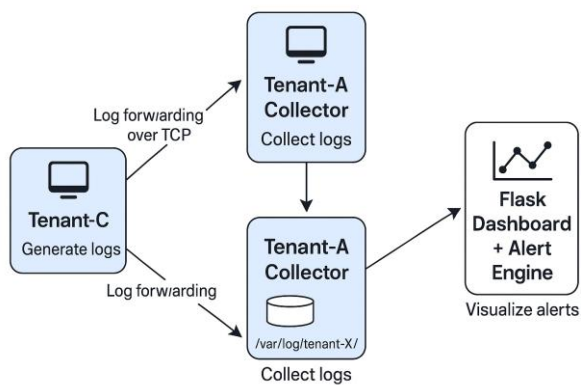 Tenant-C
Generate logs
Log forwarding
over TCP
Log forwarding
Tenant-A
Collector
Collect logs
Tenant-A
Collector
/var/log/tenant-X/
Collect logs
Flask
Dashboard
+ Alert
Engine
Visualize alerts